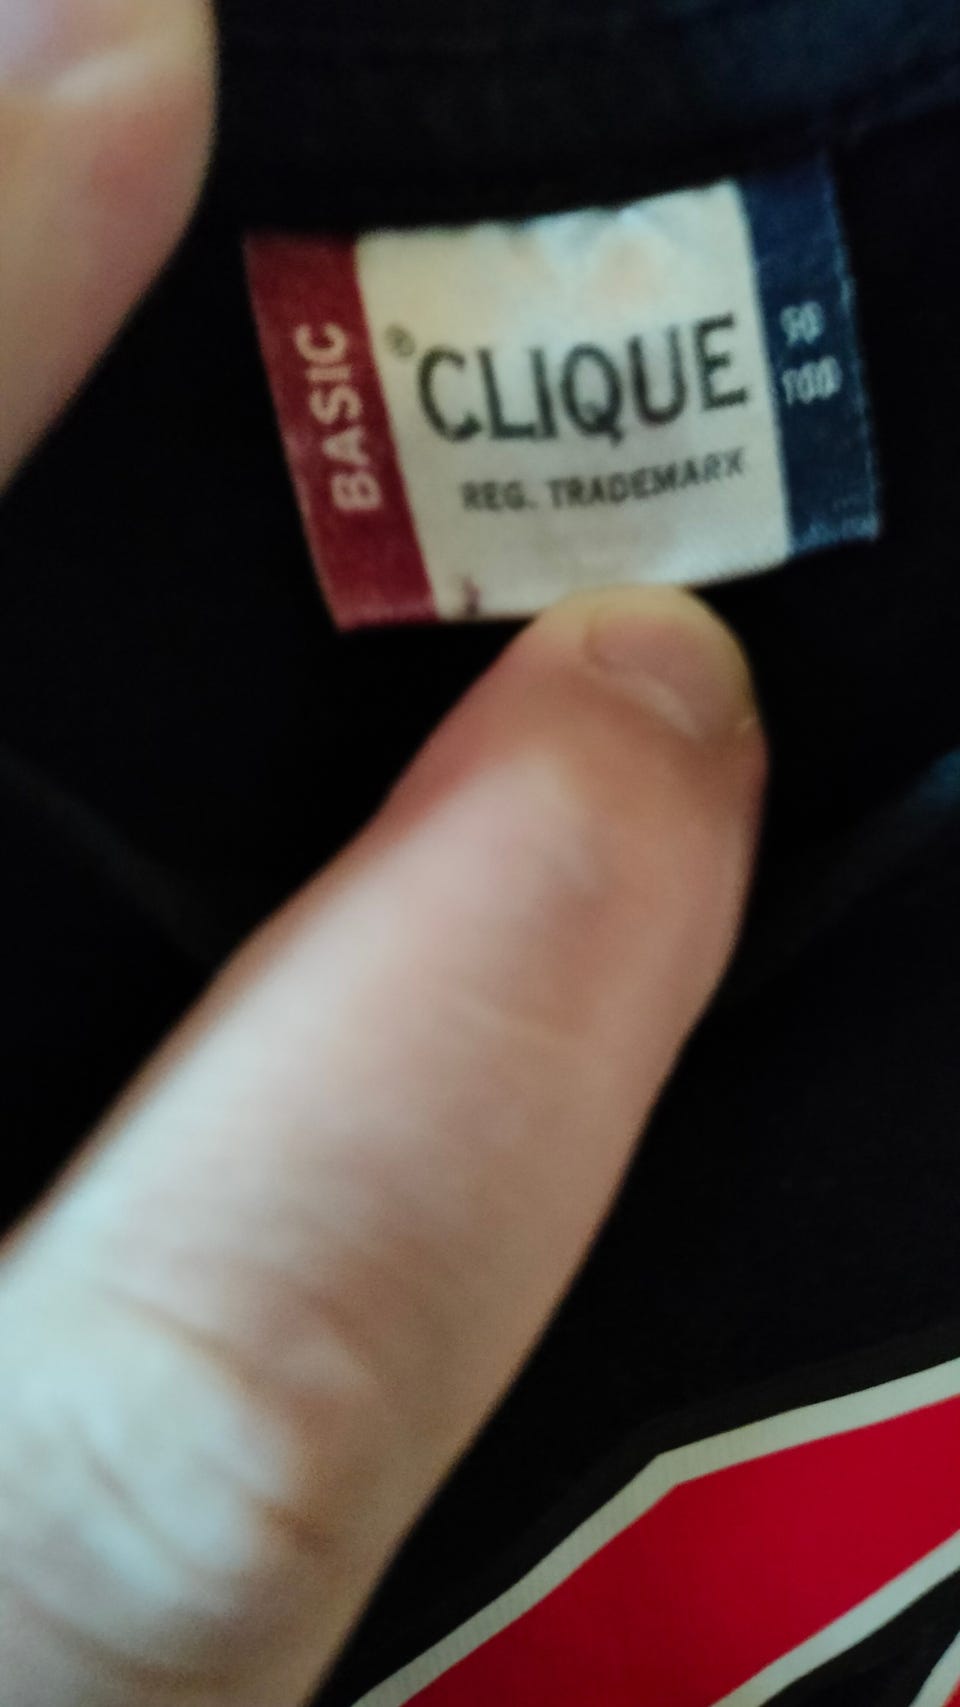 BASIC
® CLIQUE
REG. TRADEMARK
90
100